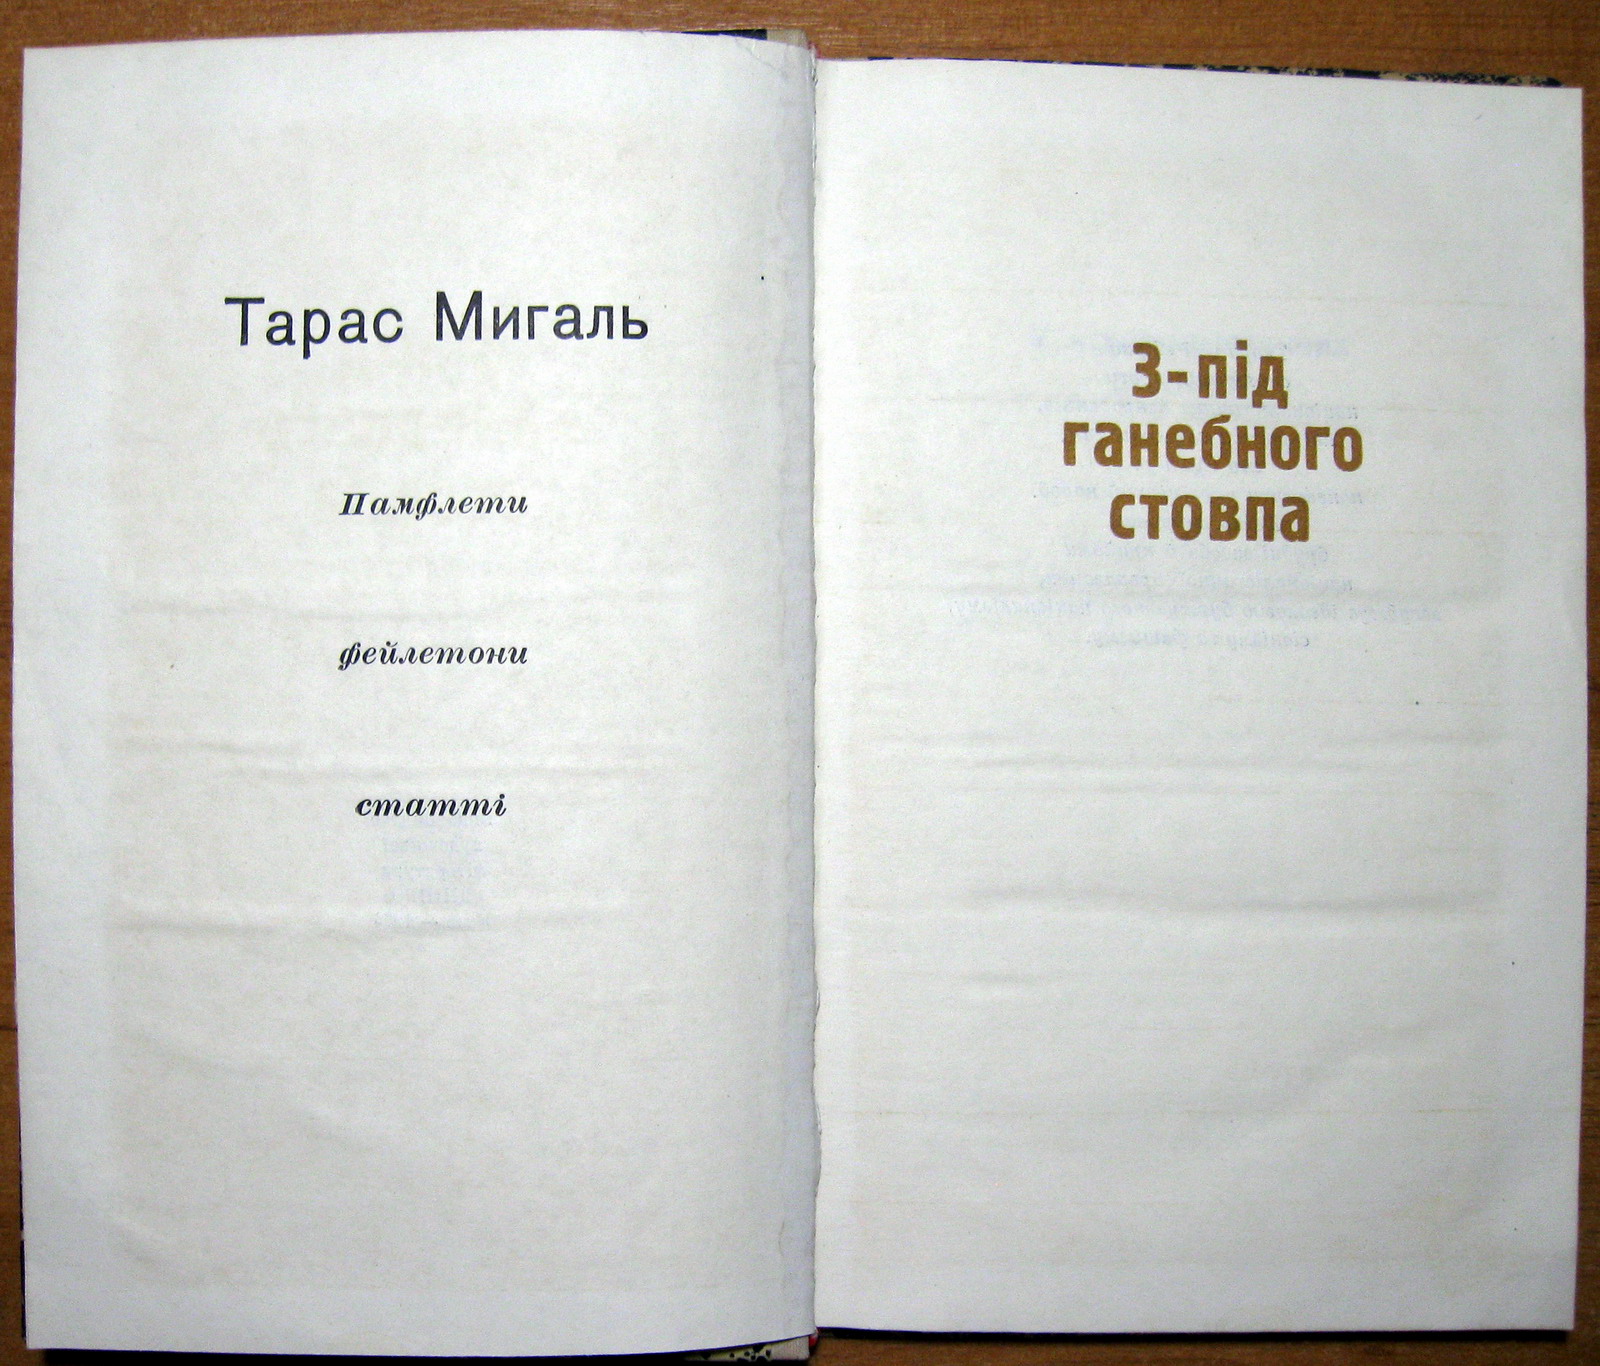 Тарас Мигаль
Памфлети
фейлетони
статті
З-під
ганебного
стовпа